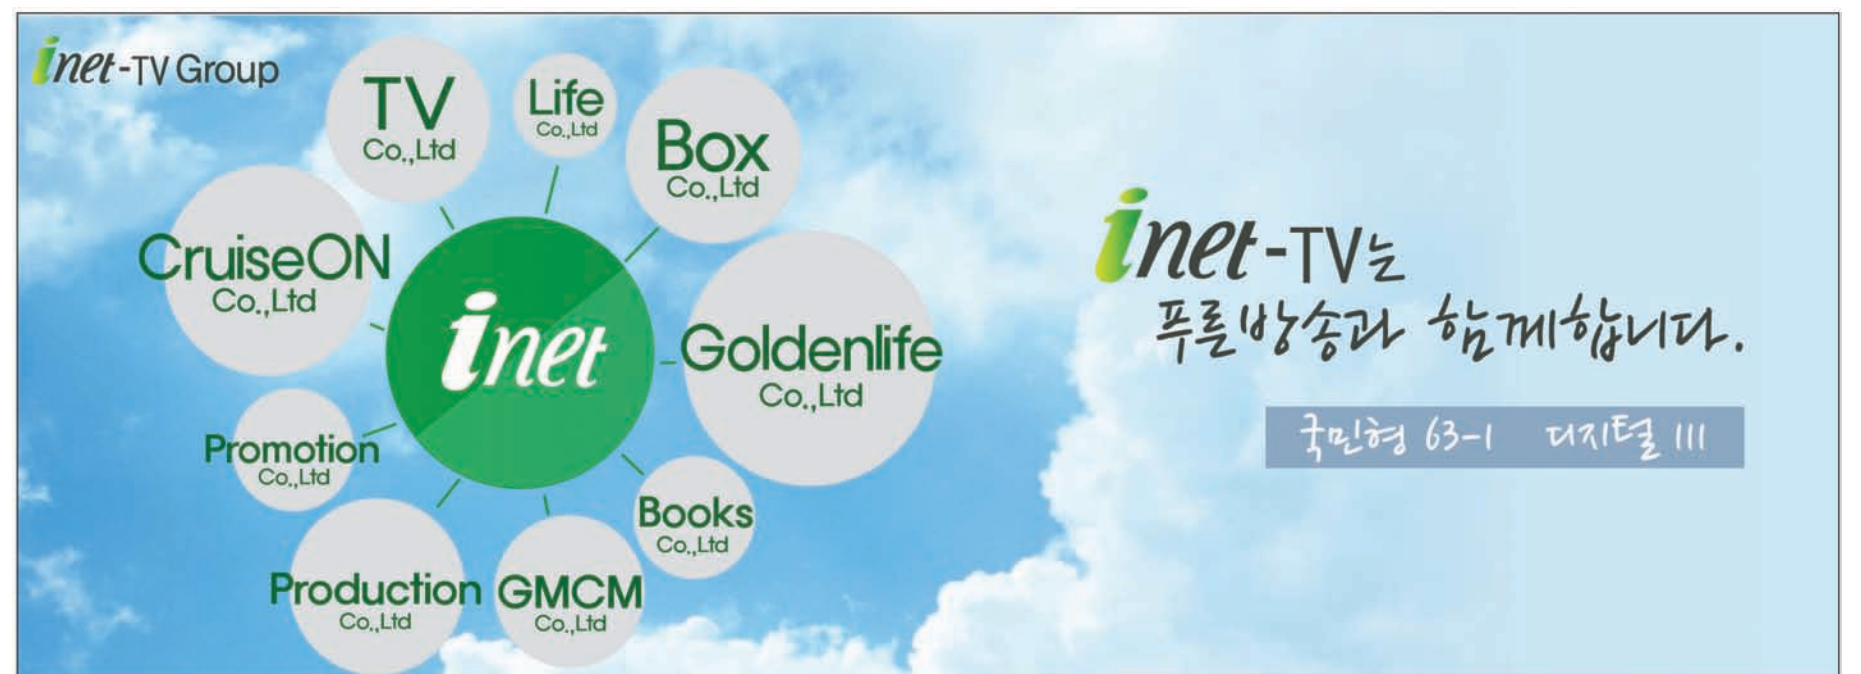 inet-TV Group
TV
Co.,Ltd
Life
Co.,Ltd
Box
Co.,Ltd
CruiseON
Co.,Ltd
inet
Goldenlife
Co.,Ltd
Promotion
Co.,Ltd
Books
Co.,Ltd
Production
Co.,Ltd
GMCM
Co.,Ltd
inet-TV는
푸른방송과 함께합니다.
국민형 63-1 디지털 111